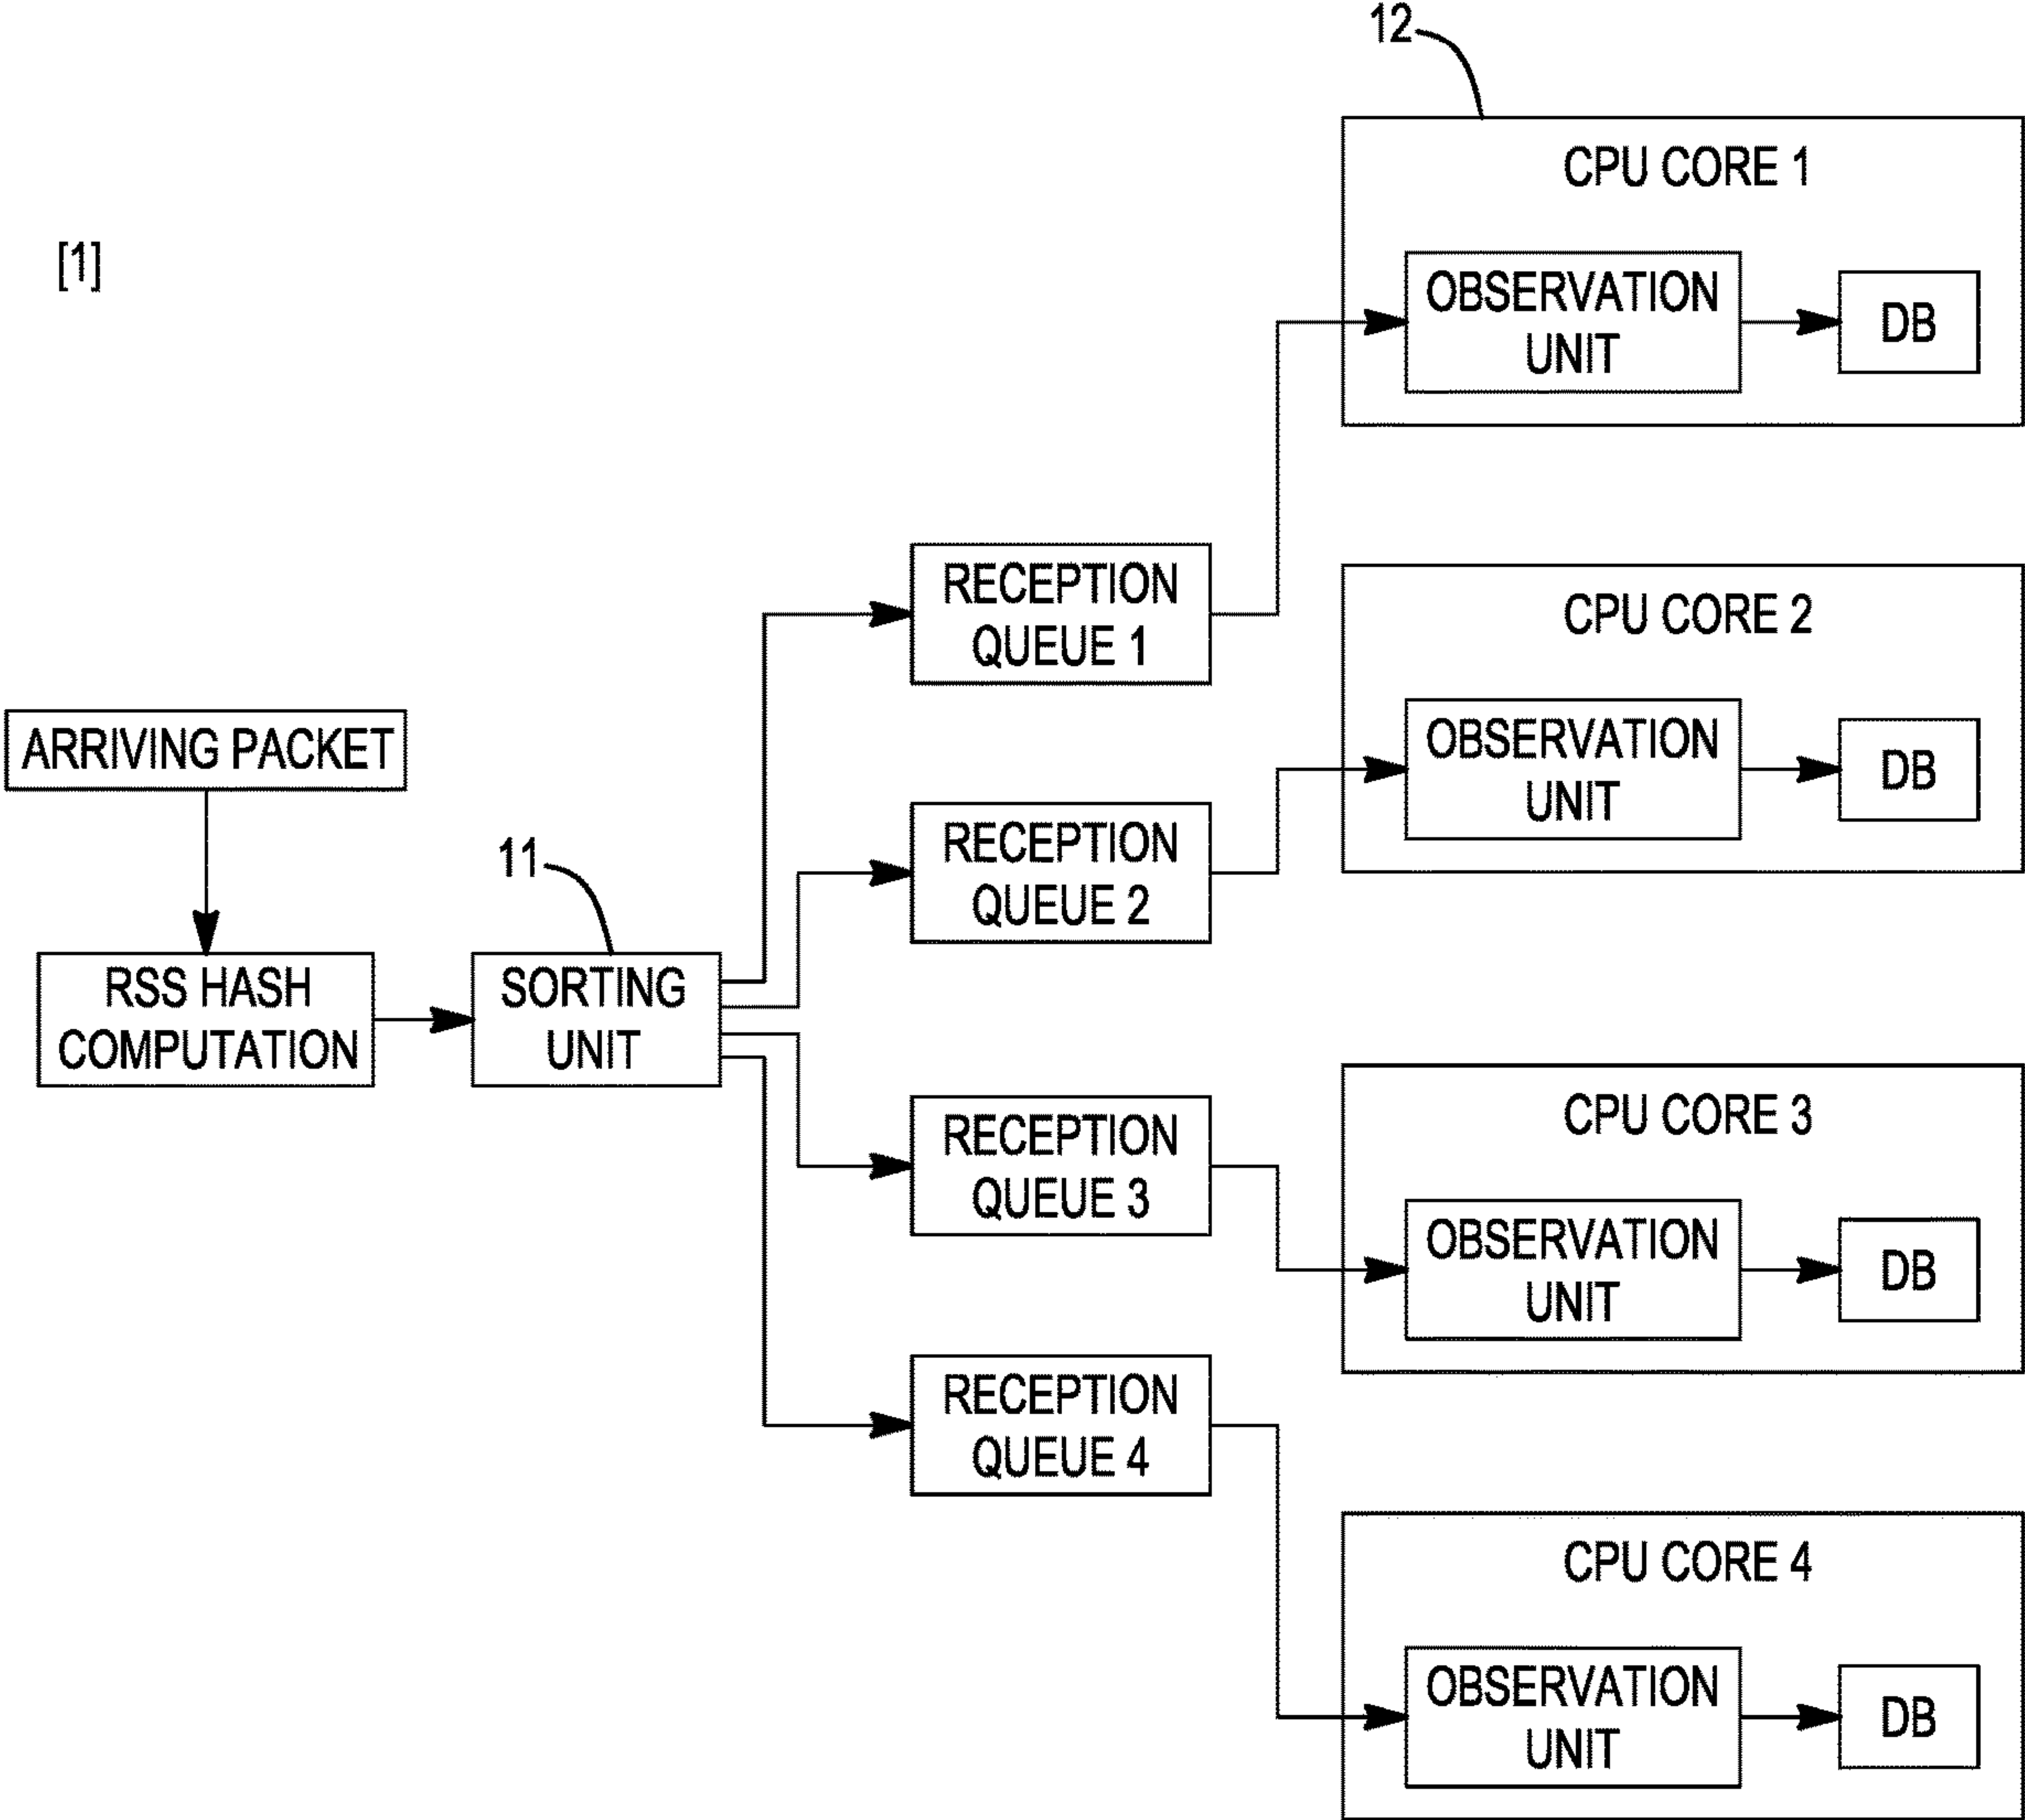 12
CPU CORE 1
[1]
OBSERVATION
UNIT
DB
RECEPTION
QUEUE 1
CPU CORE 2
OBSERVATION
UNIT
DB
ARRIVING PACKET
RECEPTION
QUEUE 2
11
RSS HASH
COMPUTATION
SORTING
UNIT
RECEPTION
QUEUE 3
CPU CORE 3
OBSERVATION
UNIT
DB
RECEPTION
QUEUE 4
CPU CORE 4
OBSERVATION
UNIT
DB